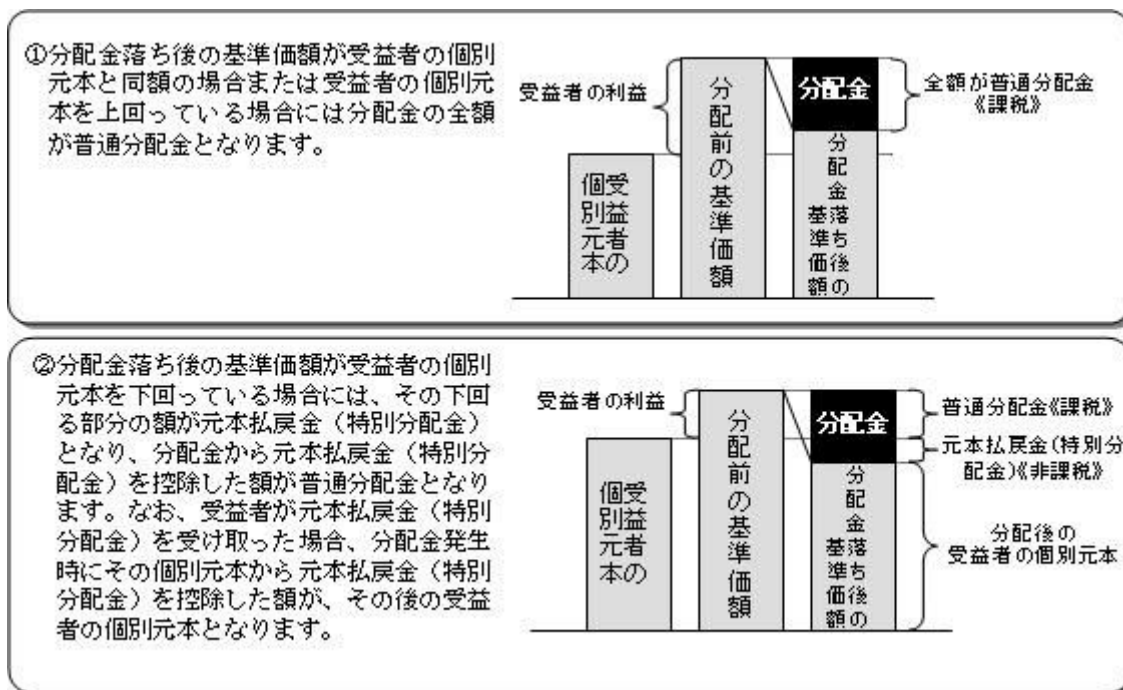 ①分配金落ち後の基準価額が受益者の個別
元本と同額の場合または受益者の個別元
本を上回っている場合には分配金の全額
が普通分配金となります。
受益者の利益
受益者の
個別元本
分配前の基準価額
分配金
分配金落ち後の
基準価額
全額が普通分配金
《課税》
②分配金落ち後の基準価額が受益者の個別
元本を下回っている場合には、その下回
る部分の額が元本払戻金（特別分配金）
となり、分配金から元本払戻金（特別分
配金）を控除した額が普通分配金となり
ます。なお、受益者が元本払戻金（特別
分配金）を受け取った場合、分配金発生
時にその個別元本から元本払戻金（特別
分配金）を控除した額が、その後の受益
者の個別元本となります。
受益者の利益
受益者の
個別元本
分配前の基準価額
分配金
分配金落ち後の
基準価額
普通分配金《課税》
元本払戻金(特別分
配金)《非課税》
分配後の
受益者の個別元本